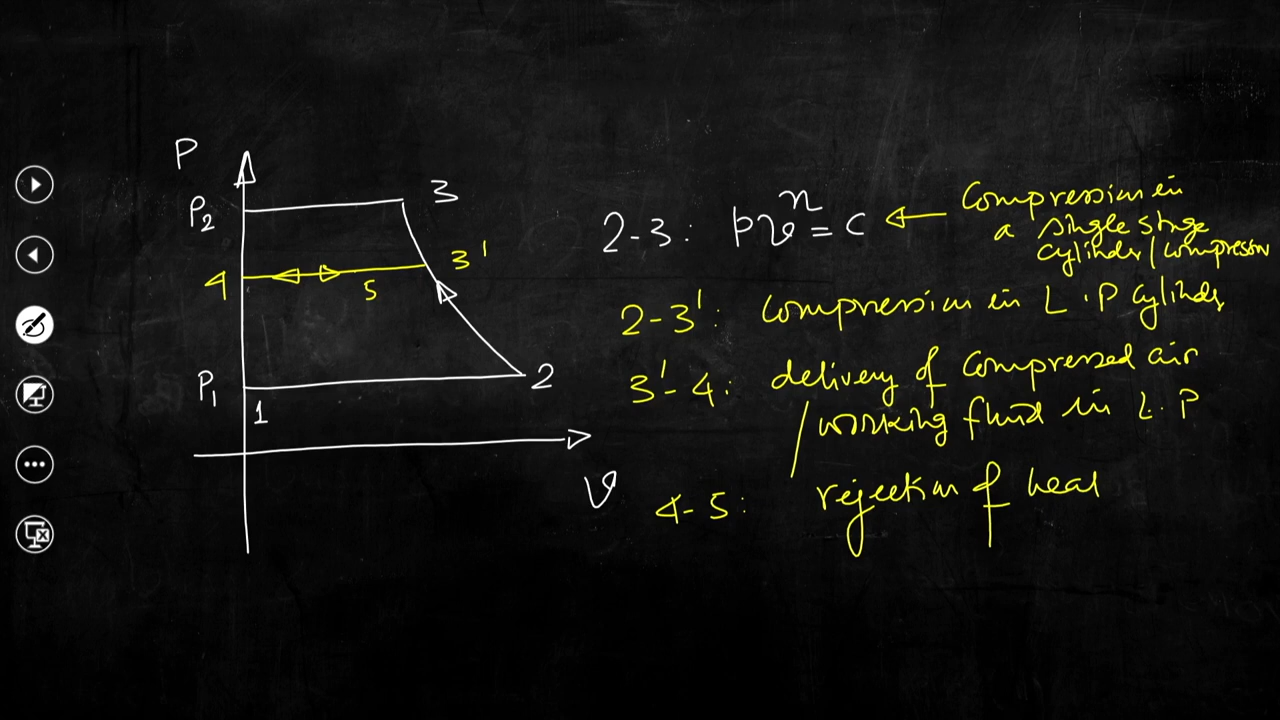 P
P₂
3
4
3'
5
P₁
2
1
V
2-3: pvⁿ = c ← Compression in
a single stage
cylinder/compressor
2-3': compression in L.P cylinder
3'-4: delivery of compressed air
/working fluid in L.P
4-5: rejection of heat